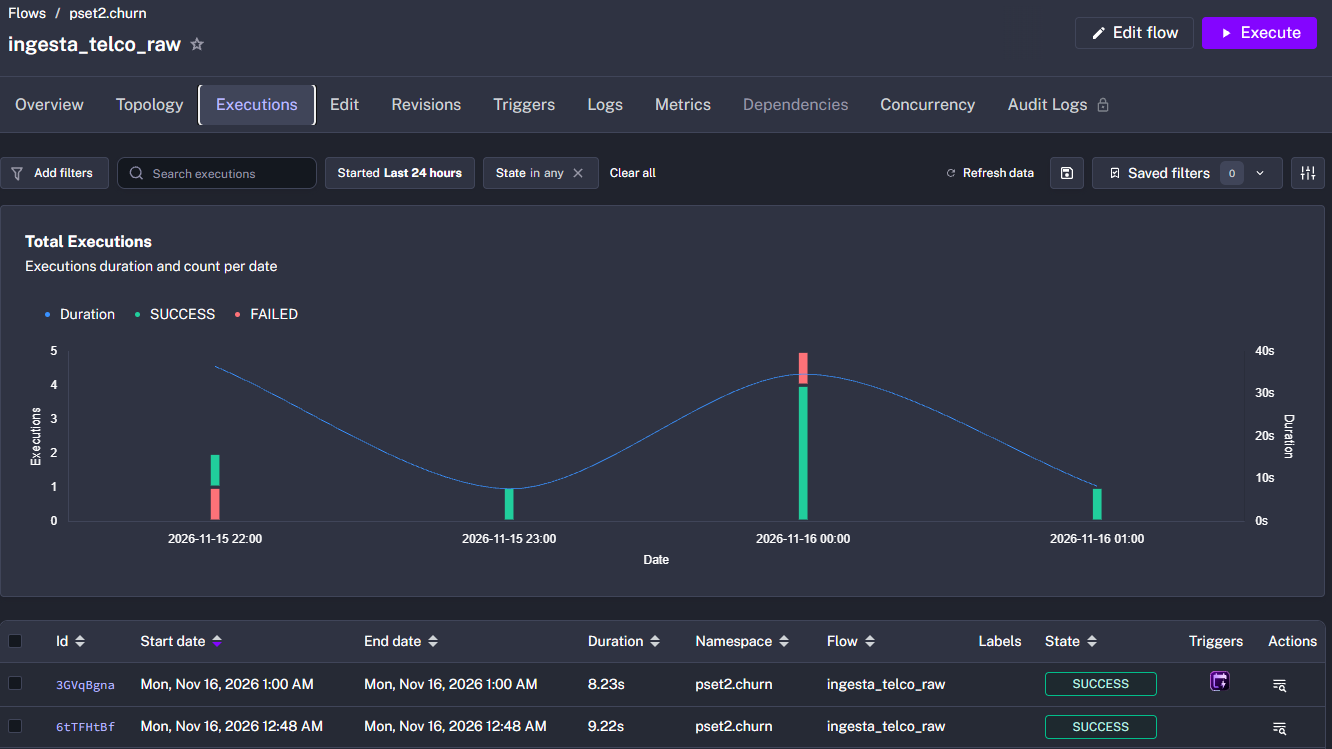 Flows / pset2.churn
ingesta_telco_raw
Edit flow
Execute
Overview Topology Executions Edit Revisions Triggers Logs Metrics Dependencies Concurrency Audit Logs
Add filters
Search executions
Started Last 24 hours
State in any
Clear all
Refresh data
Saved filters 0
Total Executions
Executions duration and count per date
Duration SUCCESS FAILED
5 40s
4 30s
3
20s
2
1 10s
0 0s
Executions
Duration
2026-11-15 22:00 2026-11-15 23:00 2026-11-16 00:00 2026-11-16 01:00
Date
Id Start date End date Duration Namespace Flow Labels State Triggers Actions
3GVqBgna Mon, Nov 16, 2026 1:00 AM Mon, Nov 16, 2026 1:00 AM 8.23s pset2.churn ingesta_telco_raw SUCCESS
6tTFHtBf Mon, Nov 16, 2026 12:48 AM Mon, Nov 16, 2026 12:48 AM 9.22s pset2.churn ingesta_telco_raw SUCCESS